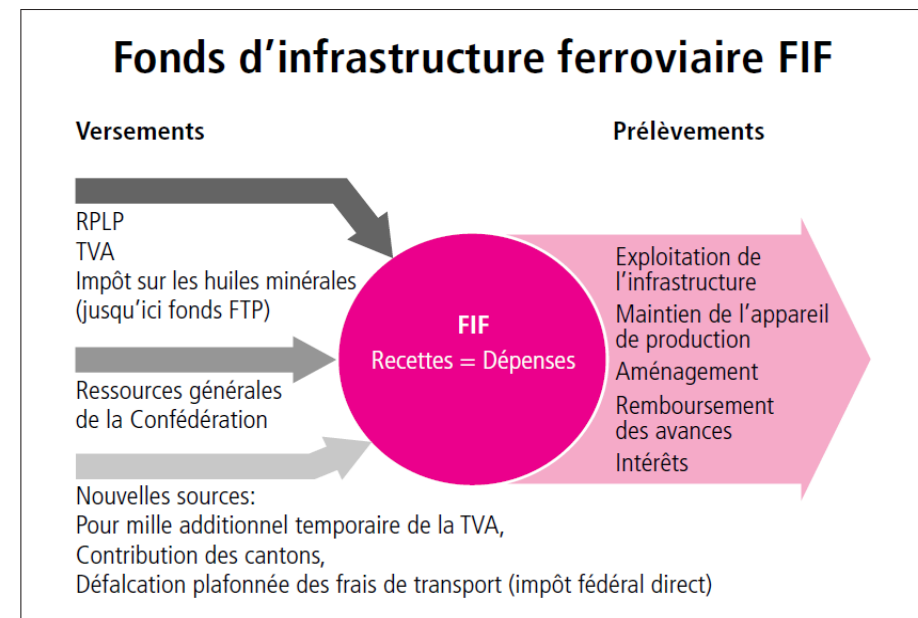 Fonds d’infrastructure ferroviaire FIF
Versements
RPLP
TVA
Impôt sur les huiles minérales
(jusqu’ici fonds FTP)
Ressources générales
de la Confédération
Nouvelles sources:
Pour mille additionnel temporaire de la TVA,
Contribution des cantons,
Défalcation plafonnée des frais de transport (impôt fédéral direct)
FIF
Recettes = Dépenses
Prélèvements
Exploitation de
l’infrastructure
Maintien de l’appareil
de production
Aménagement
Remboursement
des avances
Intérêts